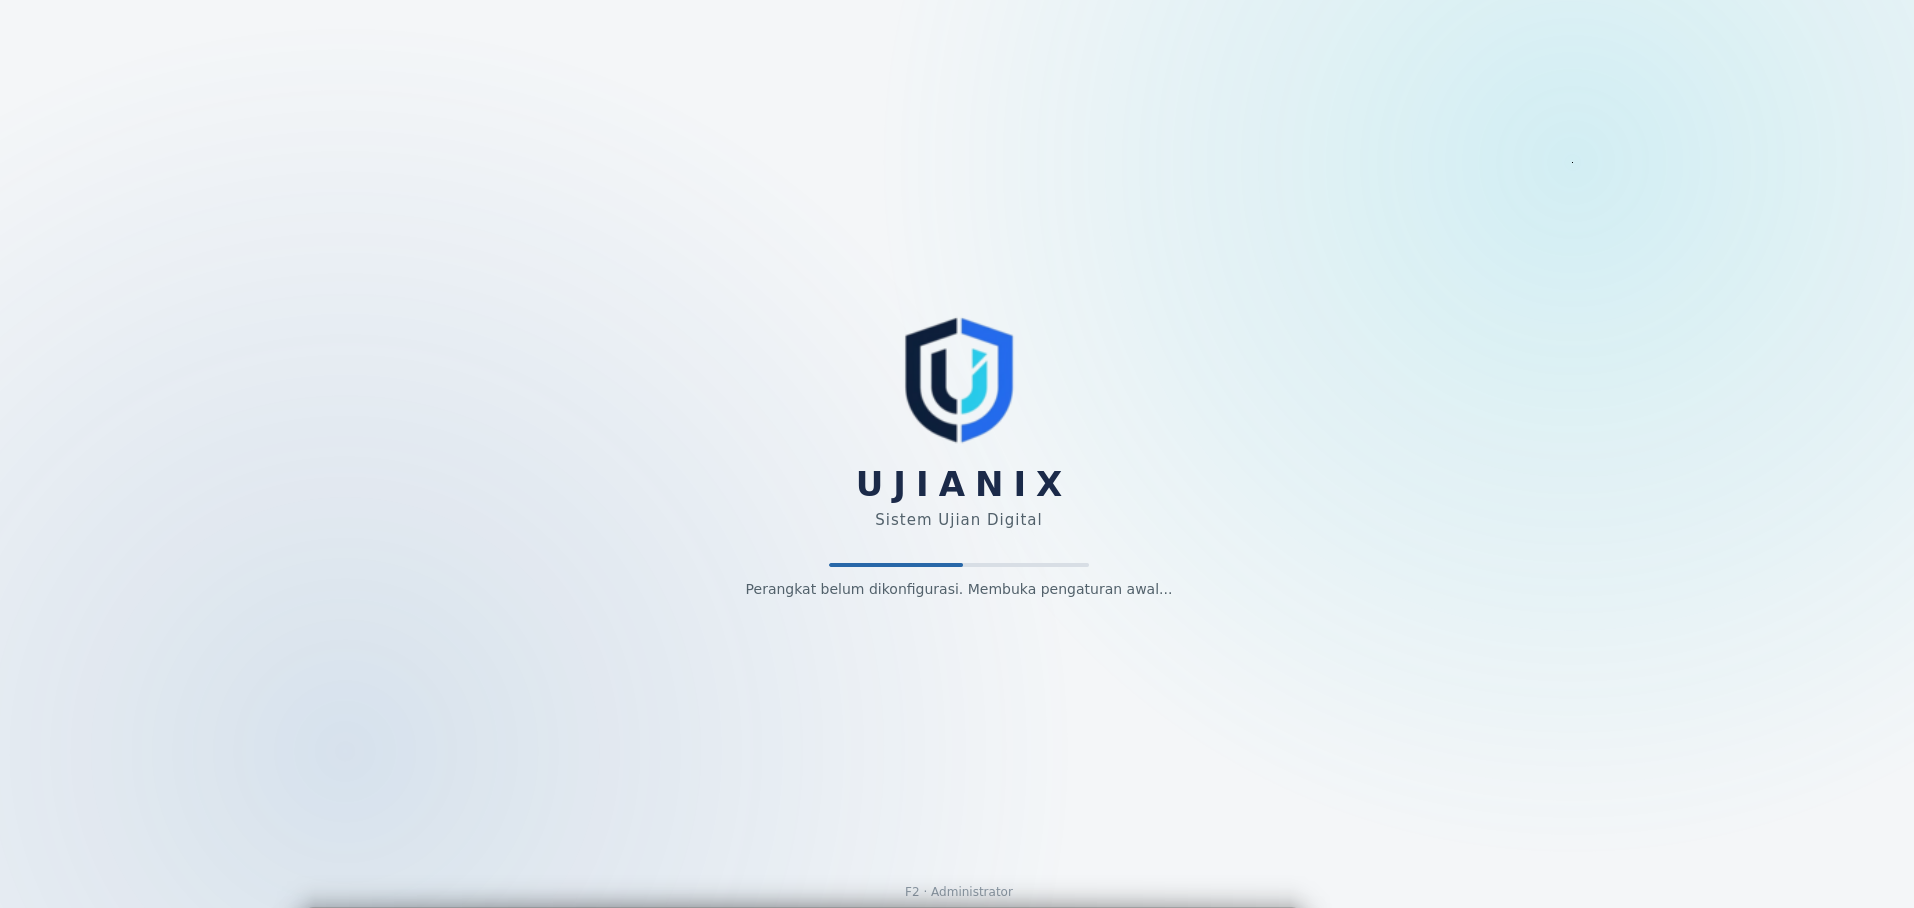 UJIANIX
Sistem Ujian Digital
Perangkat belum dikonfigurasi. Membuka pengaturan awal...
F2 · Administrator